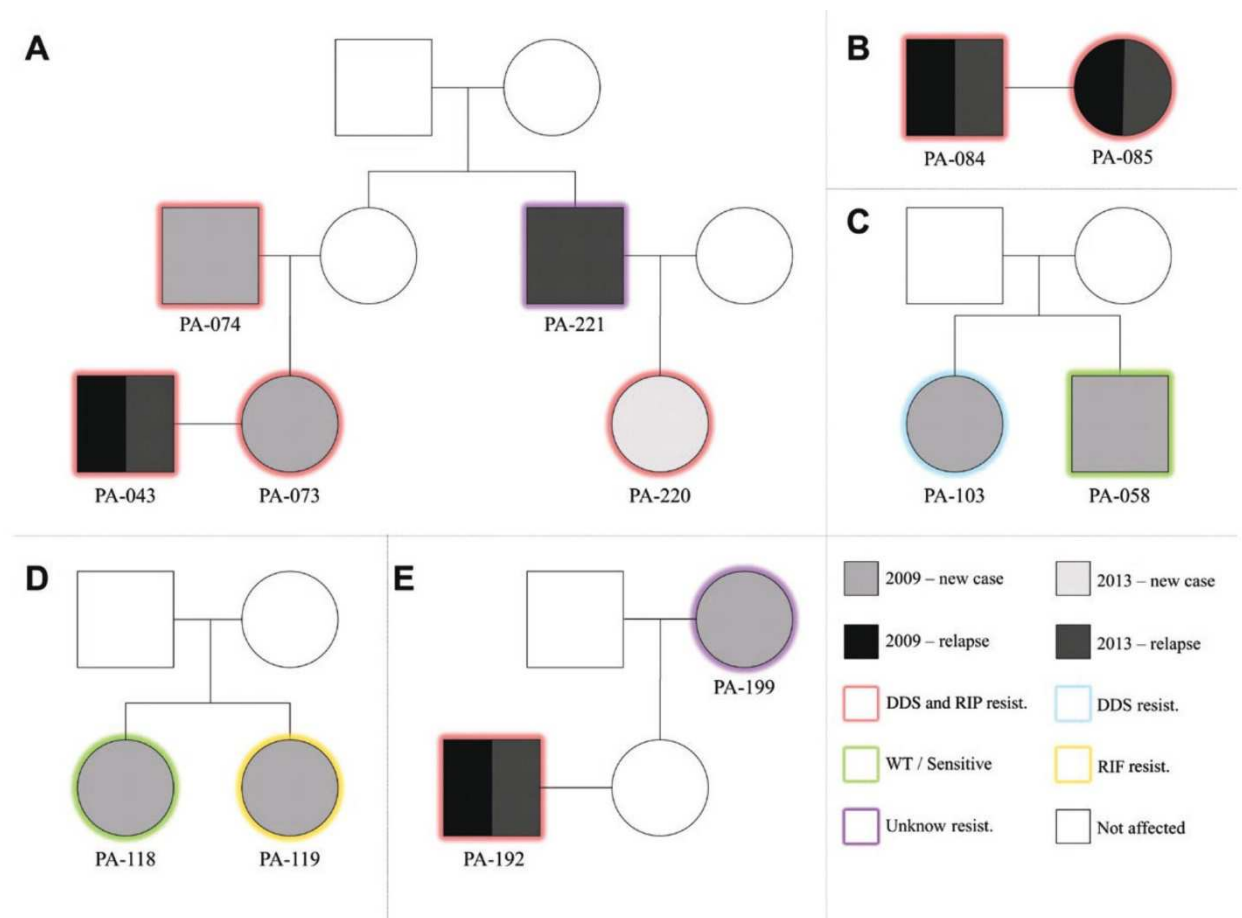 A
B
PA-084 PA-085
C
PA-074 PA-221
PA-043 PA-073 PA-220
PA-103 PA-058
D
E
PA-199
PA-118 PA-119 PA-192
2009 – new case 2013 – new case
2009 – relapse 2013 – relapse
DDS and RIP resist. DDS resist.
WT / Sensitive RIF resist.
Unknow resist. Not affected